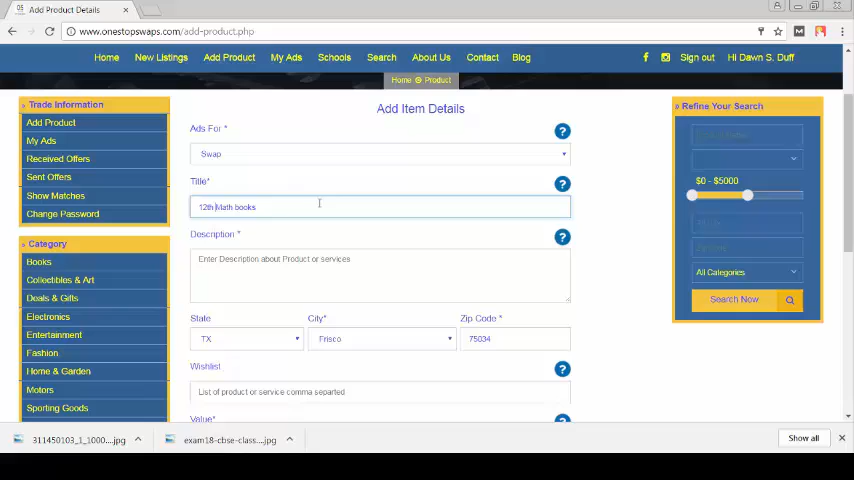 Add Product Details
www.onestopswaps.com/add-product.php
Home New Listings Add Product My Ads Schools Search About Us Contact Blog Sign out Hi Dawn S. Duff
Home Product
» Trade Information
Add Product
My Ads
Received Offers
Sent Offers
Show Matches
Change Password
» Category
Books
Collectibles & Art
Deals & Gifts
Electronics
Entertainment
Fashion
Home & Garden
Motors
Sporting Goods
Add Item Details
Ads For *
?
Swap
Title*
?
12th Math books
Description *
?
Enter Description about Product or services
State City* Zip Code *
TX Frisco 75034
Wishlist
?
List of product or service comma separted
Value*
» Refine Your Search
$0 - $5000
All Categories
Search Now
311450103_1_1000....jpg exam18-cbse-class....jpg Show all